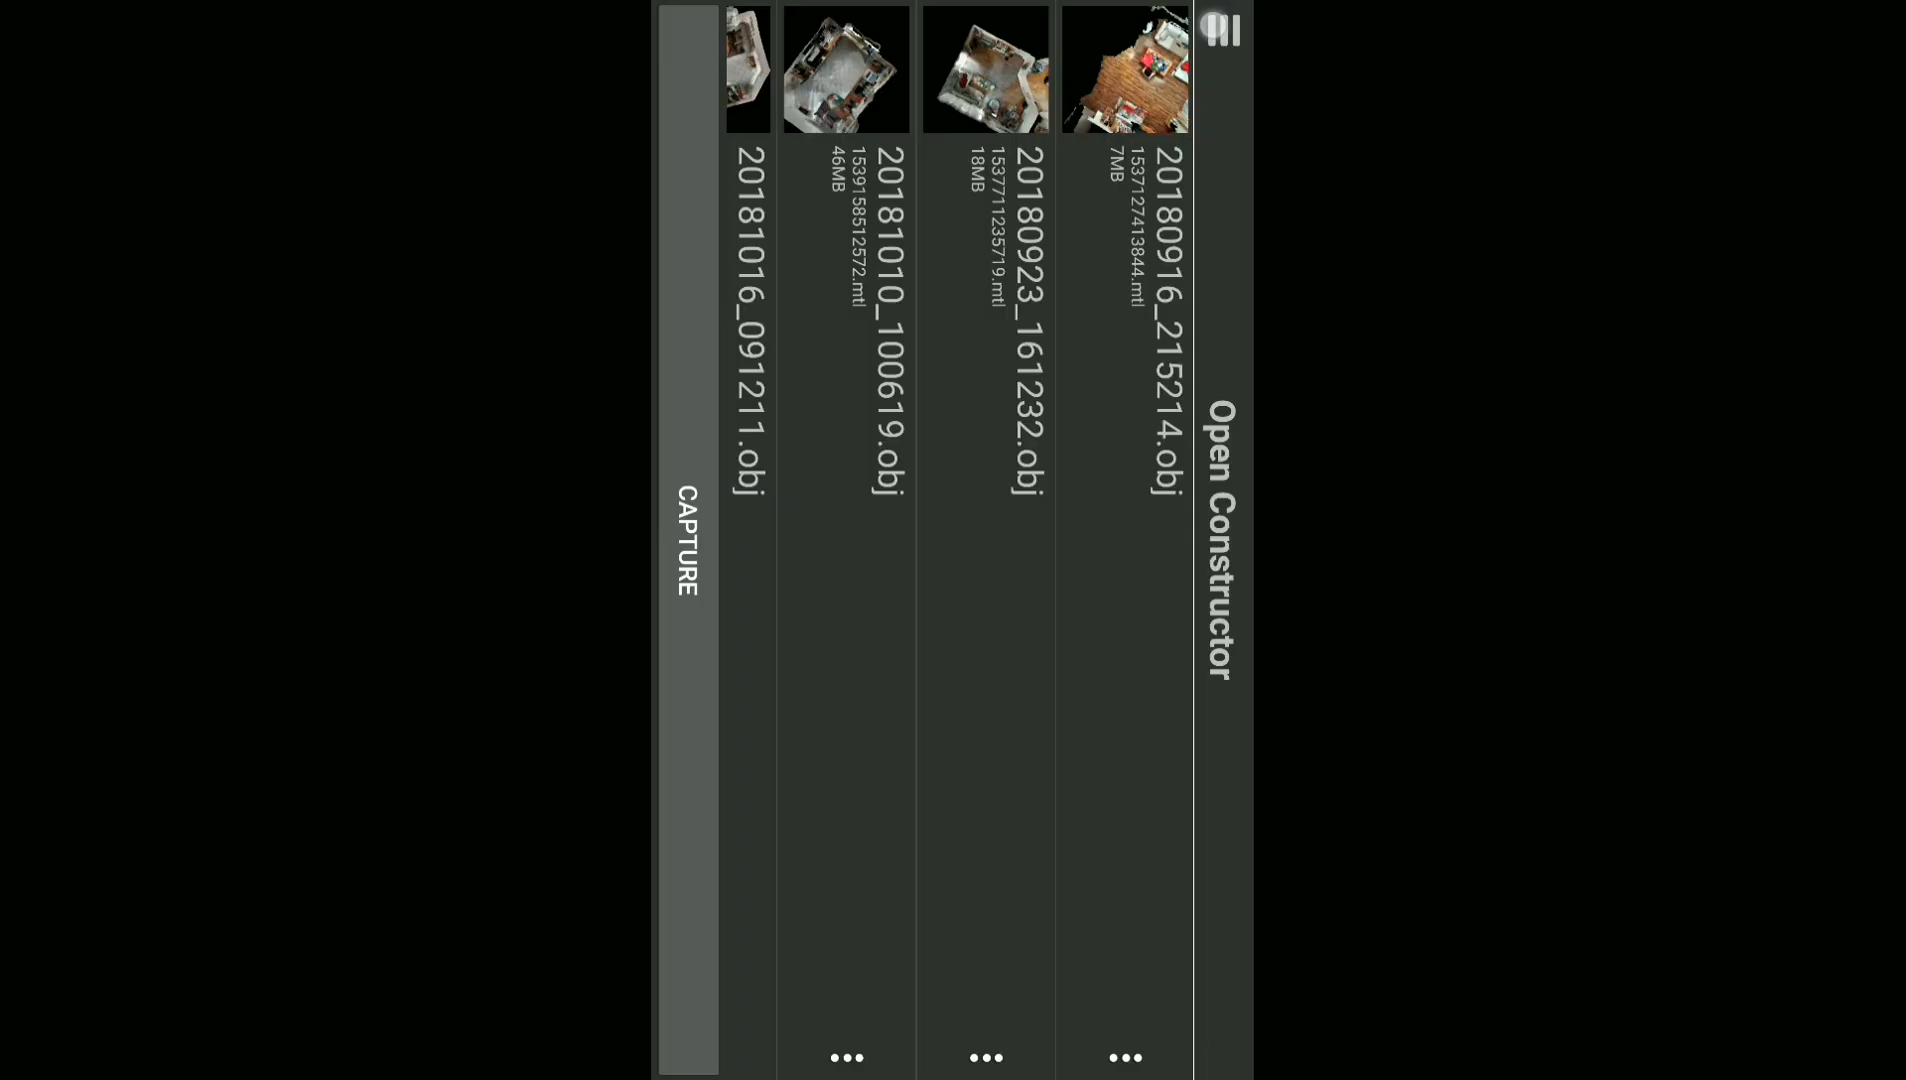 Open Constructor
20180916_215214.obj
1537127413844.mtl
7MB
20180923_161232.obj
1537711235719.mtl
18MB
20181010_100619.obj
1539158512572.mtl
46MB
20181016_091211.obj
CAPTURE